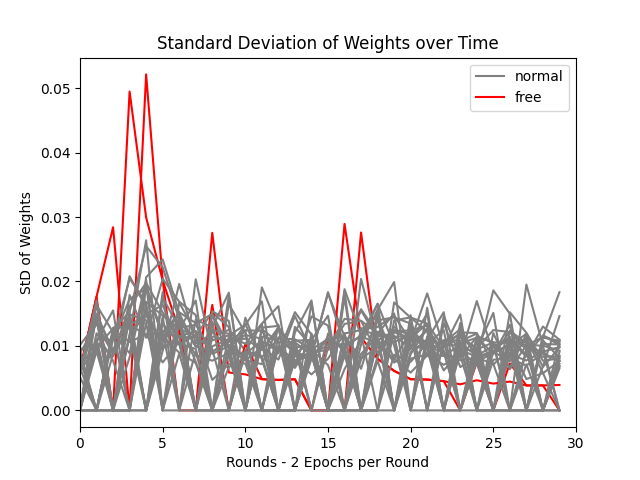 Standard Deviation of Weights over Time
normal
free
StD of Weights
0.05
0.04
0.03
0.02
0.01
0.00
0 5 10 15 20 25 30
Rounds - 2 Epochs per Round